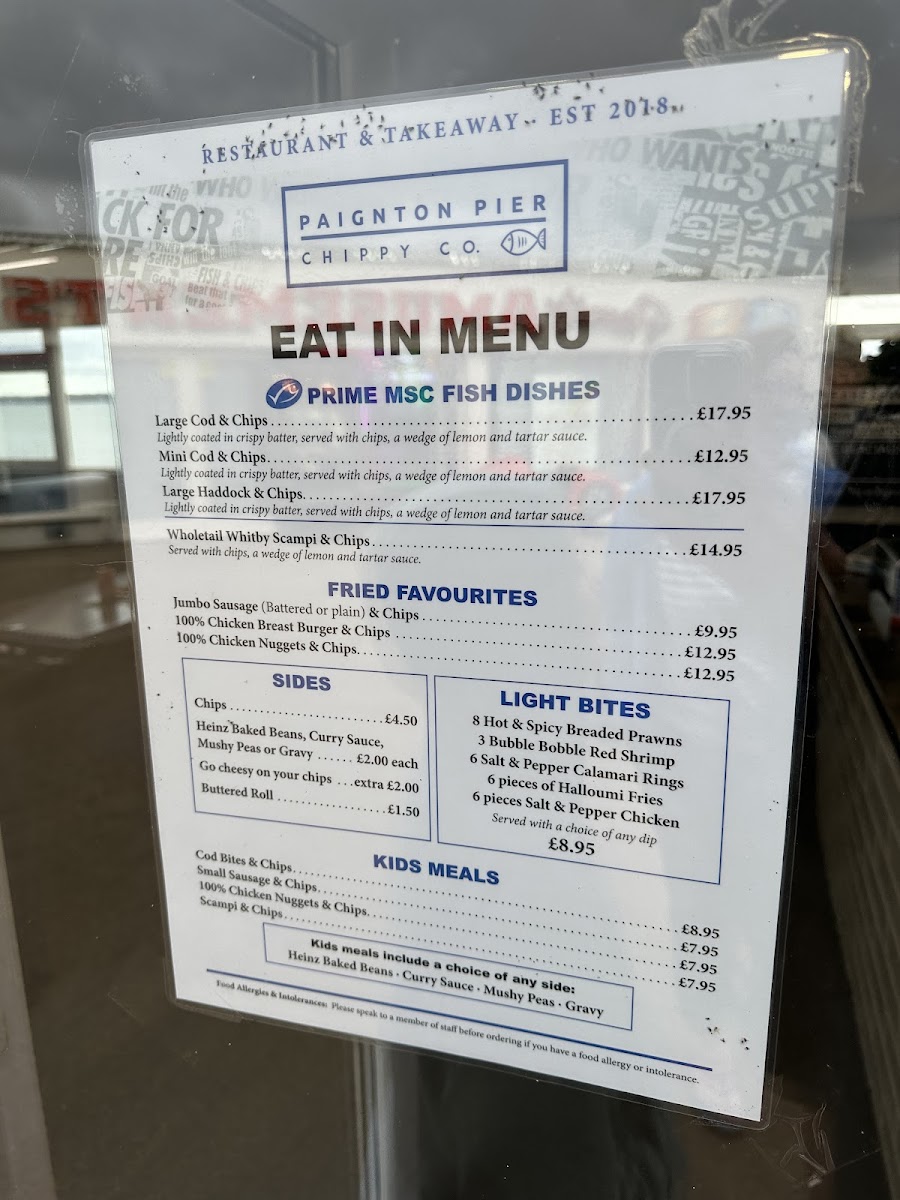 RESTAURANT & TAKEAWAY - EST 2018
WHO WANTS
CK FOR
FISH & CHIPS
Beat that
PAIGNTON PIER
CHIPPY CO.
EAT IN MENU
PRIME MSC FISH DISHES
Large Cod & Chips £17.95
Lightly coated in crispy batter, served with chips, a wedge of lemon and tartar sauce.
Mini Cod & Chips £12.95
Lightly coated in crispy batter, served with chips, a wedge of lemon and tartar sauce.
Large Haddock & Chips £17.95
Lightly coated in crispy batter, served with chips, a wedge of lemon and tartar sauce.
Wholetail Whitby Scampi & Chips £14.95
Served with chips, a wedge of lemon and tartar sauce.
FRIED FAVOURITES
Jumbo Sausage (Battered or plain) & Chips £9.95
100% Chicken Breast Burger & Chips £12.95
100% Chicken Nuggets & Chips £12.95
SIDES
Chips £4.50
Heinz Baked Beans, Curry Sauce,
Mushy Peas or Gravy £2.00 each
Go cheesy on your chips extra £2.00
Buttered Roll £1.50
LIGHT BITES
8 Hot & Spicy Breaded Prawns
3 Bubble Bobble Red Shrimp
6 Salt & Pepper Calamari Rings
6 pieces of Halloumi Fries
6 pieces Salt & Pepper Chicken
Served with a choice of any dip
£8.95
KIDS MEALS
Cod Bites & Chips £8.95
Small Sausage & Chips £7.95
100% Chicken Nuggets & Chips £7.95
Scampi & Chips £7.95
Kids meals include a choice of any side:
Heinz Baked Beans · Curry Sauce · Mushy Peas · Gravy
Food Allergies & Intolerances: Please speak to a member of staff before ordering if you have a food allergy or intolerance.